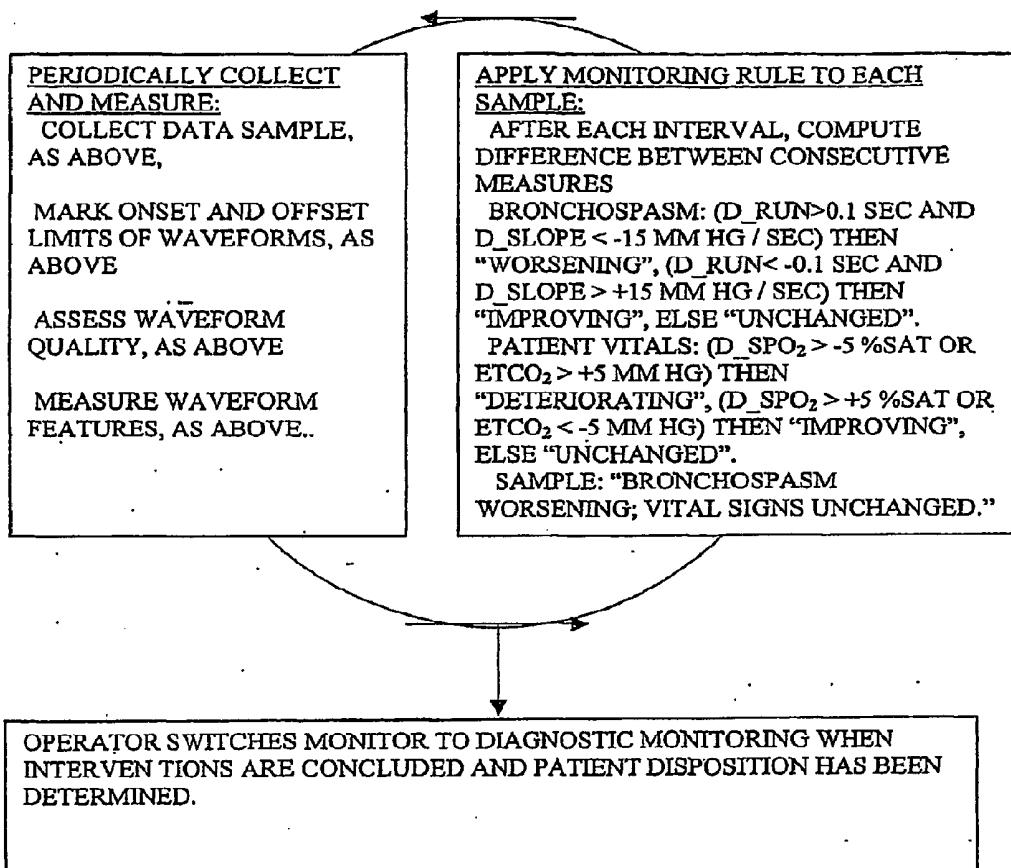 PERIODICALLY COLLECT
AND MEASURE:
COLLECT DATA SAMPLE,
AS ABOVE,
MARK ONSET AND OFFSET
LIMITS OF WAVEFORMS, AS
ABOVE
ASSESS WAVEFORM
QUALITY, AS ABOVE
MEASURE WAVEFORM
FEATURES, AS ABOVE..
APPLY MONITORING RULE TO EACH
SAMPLE:
AFTER EACH INTERVAL, COMPUTE
DIFFERENCE BETWEEN CONSECUTIVE
MEASURES
BRONCHOSPASM: (D_RUN>0.1 SEC AND
D_SLOPE < -15 MM HG / SEC) THEN
“WORSENING”, (D_RUN< -0.1 SEC AND
D_SLOPE > +15 MM HG / SEC) THEN
“IMPROVING”, ELSE “UNCHANGED”.
PATIENT VITALS: (D_SPO₂ > -5 %SAT OR
ETCO₂ > +5 MM HG) THEN
“DETERIORATING”, (D_SPO₂ > +5 %SAT OR
ETCO₂ < -5 MM HG) THEN “IMPROVING”,
ELSE “UNCHANGED”.
SAMPLE: “BRONCHOSPASM
WORSENING; VITAL SIGNS UNCHANGED.”
OPERATOR SWITCHES MONITOR TO DIAGNOSTIC MONITORING WHEN
INTERVENTIONS ARE CONCLUDED AND PATIENT DISPOSITION HAS BEEN
DETERMINED.